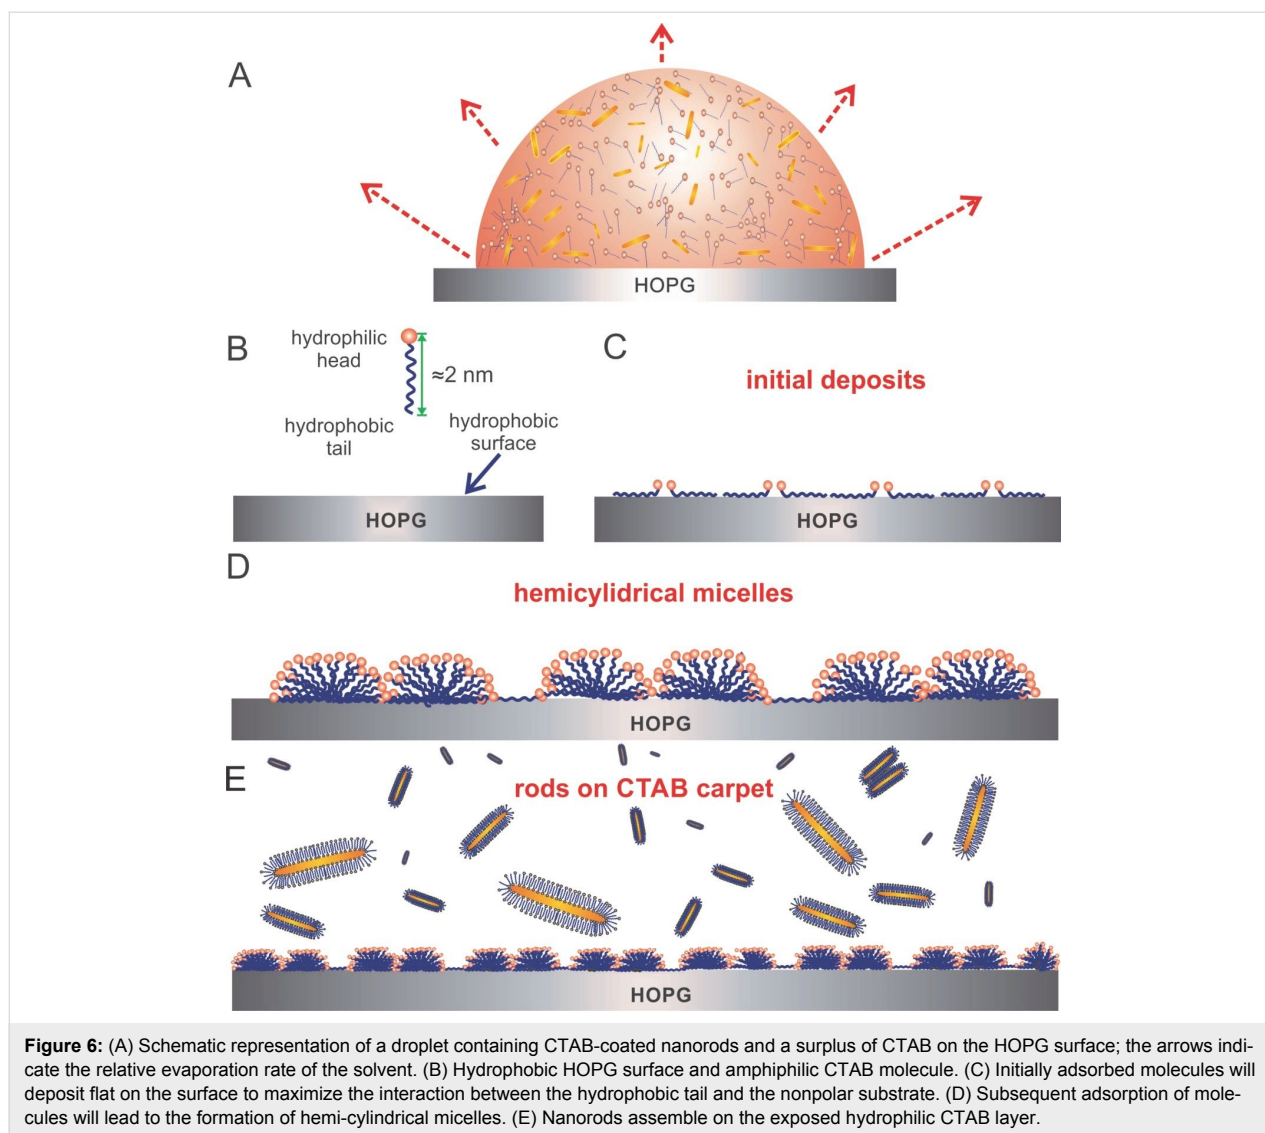 A
HOPG
B
hydrophilic
head
≈2 nm
hydrophobic
tail
hydrophobic
surface
HOPG
C
initial deposits
HOPG
D
hemicylidrical micelles
HOPG
E
rods on CTAB carpet
HOPG
Figure 6: (A) Schematic representation of a droplet containing CTAB-coated nanorods and a surplus of CTAB on the HOPG surface; the arrows indi-
cate the relative evaporation rate of the solvent. (B) Hydrophobic HOPG surface and amphiphilic CTAB molecule. (C) Initially adsorbed molecules will
deposit flat on the surface to maximize the interaction between the hydrophobic tail and the nonpolar substrate. (D) Subsequent adsorption of mole-
cules will lead to the formation of hemi-cylindrical micelles. (E) Nanorods assemble on the exposed hydrophilic CTAB layer.